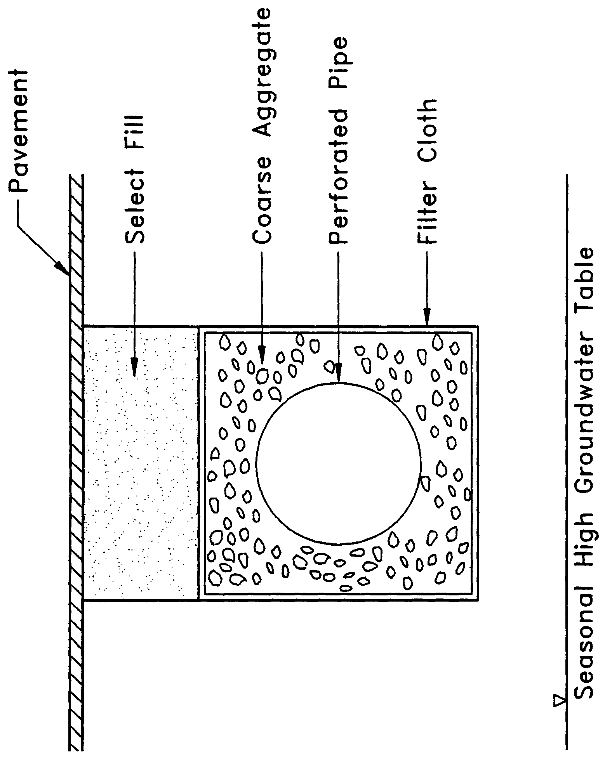 Pavement
Select Fill
Coarse Aggregate
Perforated Pipe
Filter Cloth
Seasonal High Groundwater Table